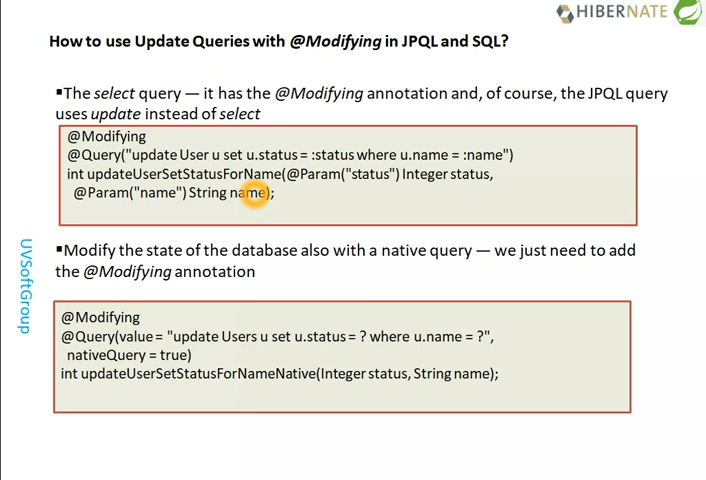 HIBERNATE
How to use Update Queries with @Modifying in JPQL and SQL?
▪The select query — it has the @Modifying annotation and, of course, the JPQL query
uses update instead of select
@Modifying
@Query("update User u set u.status = :status where u.name = :name")
int updateUserSetStatusForName(@Param("status") Integer status,
@Param("name") String name);
UVSoftGroup
▪Modify the state of the database also with a native query — we just need to add
the @Modifying annotation
@Modifying
@Query(value = "update Users u set u.status = ? where u.name = ?",
nativeQuery = true)
int updateUserSetStatusForNameNative(Integer status, String name);